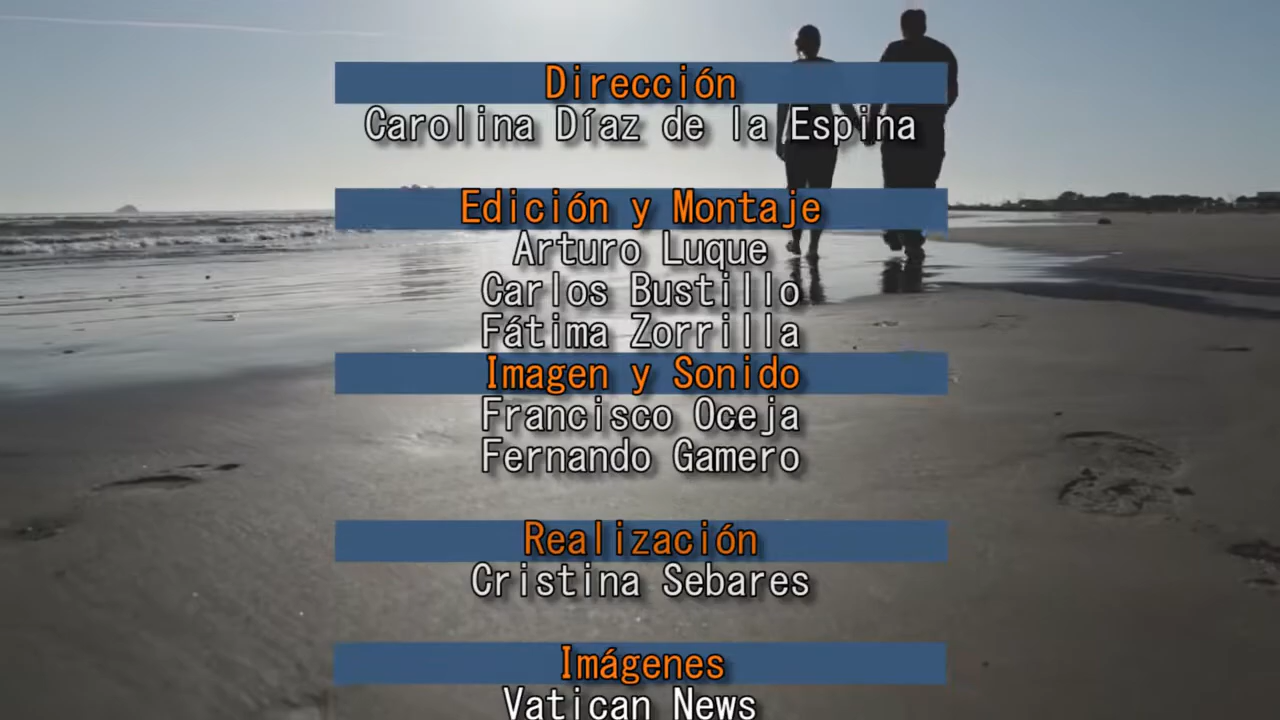 Dirección
Carolina Díaz de la Espina
Edición y Montaje
Arturo Luque
Carlos Bustillo
Fátima Zorrilla
Imagen y Sonido
Francisco Oceja
Fernando Gamero
Realización
Cristina Sebares
Imágenes
Vatican News